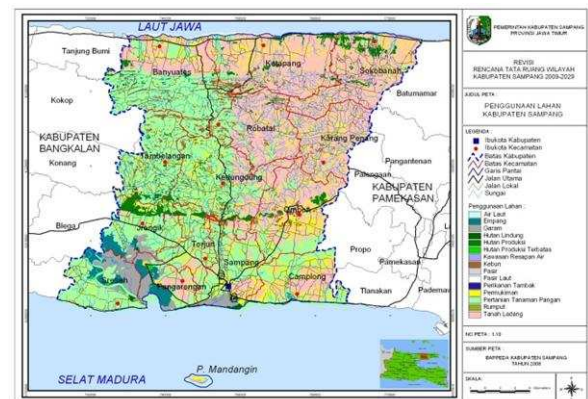 LAUT JAWA
Tanjung Bumi
Banyuates
Ketapang
Sokobanah
Batumarmar
Kokop
Robatal
Karang Penang
KABUPATEN
BANGKALAN
Konang
Tambelangan
Kedungdung
Pangantenan
Palengaan
KABUPATEN
PAMEKASAN
Blega
Jrengik
Omben
Torjun
Propo
Sampang
Pamekasan
Sreseh
Pangarengan
Camplong
Tlanakan
SELAT MADURA
P. Mandangin
PEMERINTAH KABUPATEN SAMPANG
PROVINSI JAWA TIMUR
REVISI
RENCANA TATA RUANG WILAYAH
KABUPATEN SAMPANG 2009-2029
JUDUL PETA :
PENGGUNAAN LAHAN
KABUPATEN SAMPANG
LEGENDA :
Ibukota Kabupaten
Ibukota Kecamatan
Batas Kabupaten
Batas Kecamatan
Garis Pantai
Jalan Utama
Jalan Lokal
Sungai
Penggunaan Lahan :
Air Laut
Empang
Garam
Hutan Lindung
Hutan Produksi
Hutan Produksi Terbatas
Kawasan Resapan Air
Kebun
Pasir
Pasir Laut
Perikanan Tambak
Permukiman
Pertanian Tanaman Pangan
Rumput
Tanah Ladang
NO PETA : 1.10
SUMBER PETA :
BAPPEDA KABUPATEN SAMPANG
TAHUN 2008
SKALA